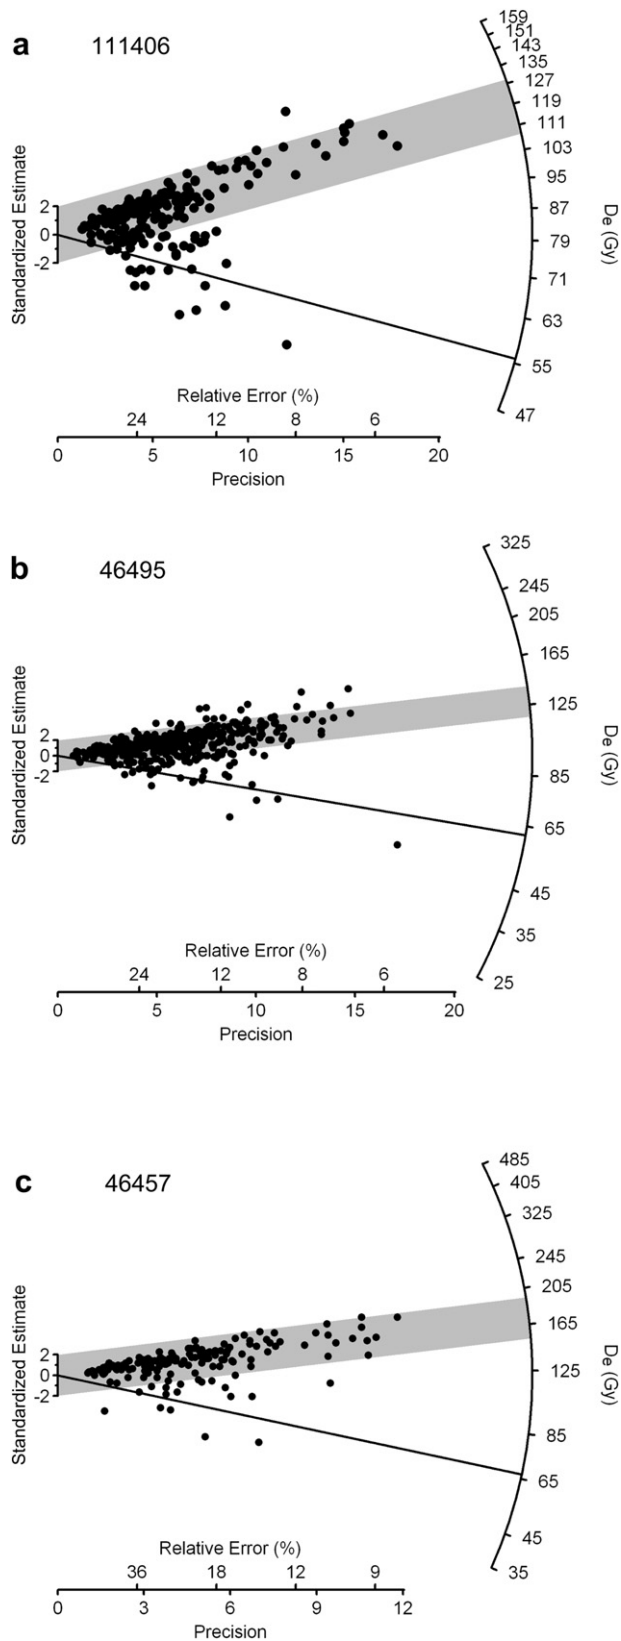 a 111406
159
151
143
135
127
119
111
103
95
87
79
71
63
55
47
De (Gy)
Standardized Estimate
2
0
-2
Relative Error (%)
24 12 8 6
0 5 10 15 20
Precision
b 46495
325
245
205
165
125
85
65
45
35
25
De (Gy)
Standardized Estimate
2
0
-2
Relative Error (%)
24 12 8 6
0 5 10 15 20
Precision
c 46457
485
405
325
245
205
165
125
85
65
45
35
De (Gy)
Standardized Estimate
2
0
-2
Relative Error (%)
36 18 12 9
0 3 6 9 12
Precision